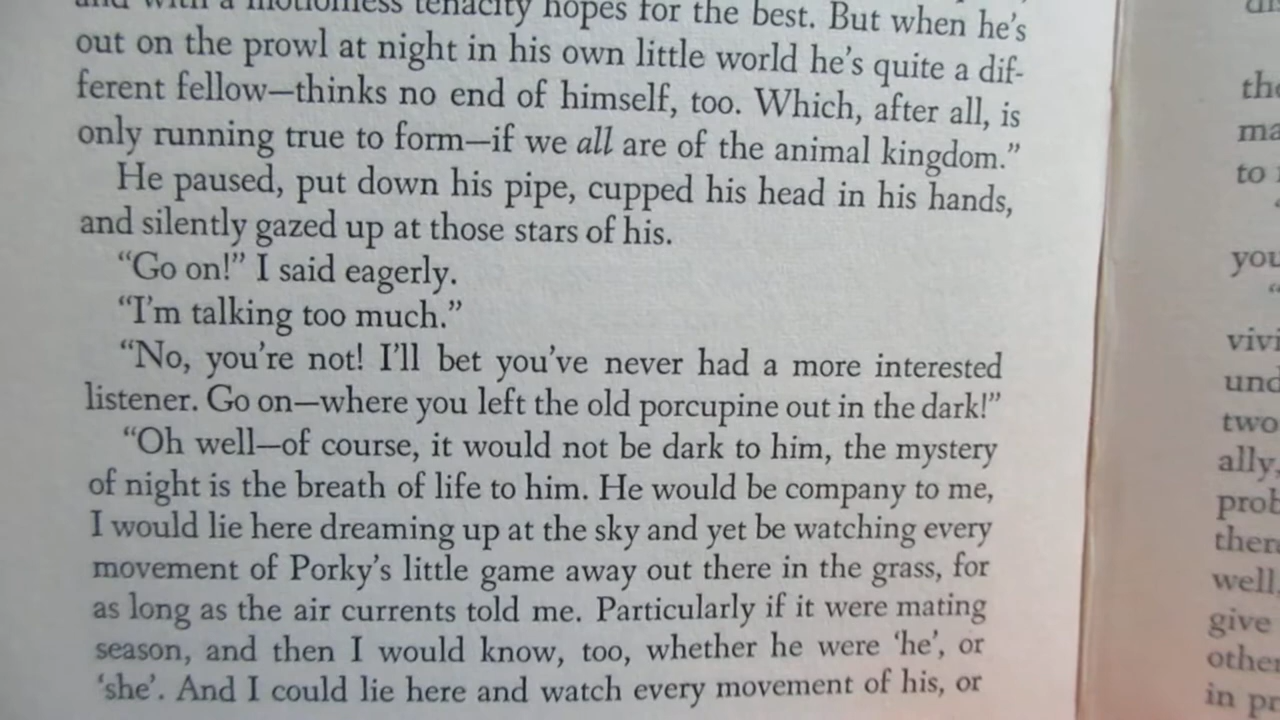 and with a motionless tenacity hopes for the best. But when he's
out on the prowl at night in his own little world he's quite a dif-
ferent fellow—thinks no end of himself, too. Which, after all, is
only running true to form—if we all are of the animal kingdom.”
He paused, put down his pipe, cupped his head in his hands,
and silently gazed up at those stars of his.
“Go on!” I said eagerly.
“I'm talking too much.”
“No, you're not! I'll bet you've never had a more interested
listener. Go on—where you left the old porcupine out in the dark!”
“Oh well—of course, it would not be dark to him, the mystery
of night is the breath of life to him. He would be company to me,
I would lie here dreaming up at the sky and yet be watching every
movement of Porky's little game away out there in the grass, for
as long as the air currents told me. Particularly if it were mating
season, and then I would know, too, whether he were ‘he’, or
‘she’. And I could lie here and watch every movement of his, or
to
you
two
ally,
well,
give
in